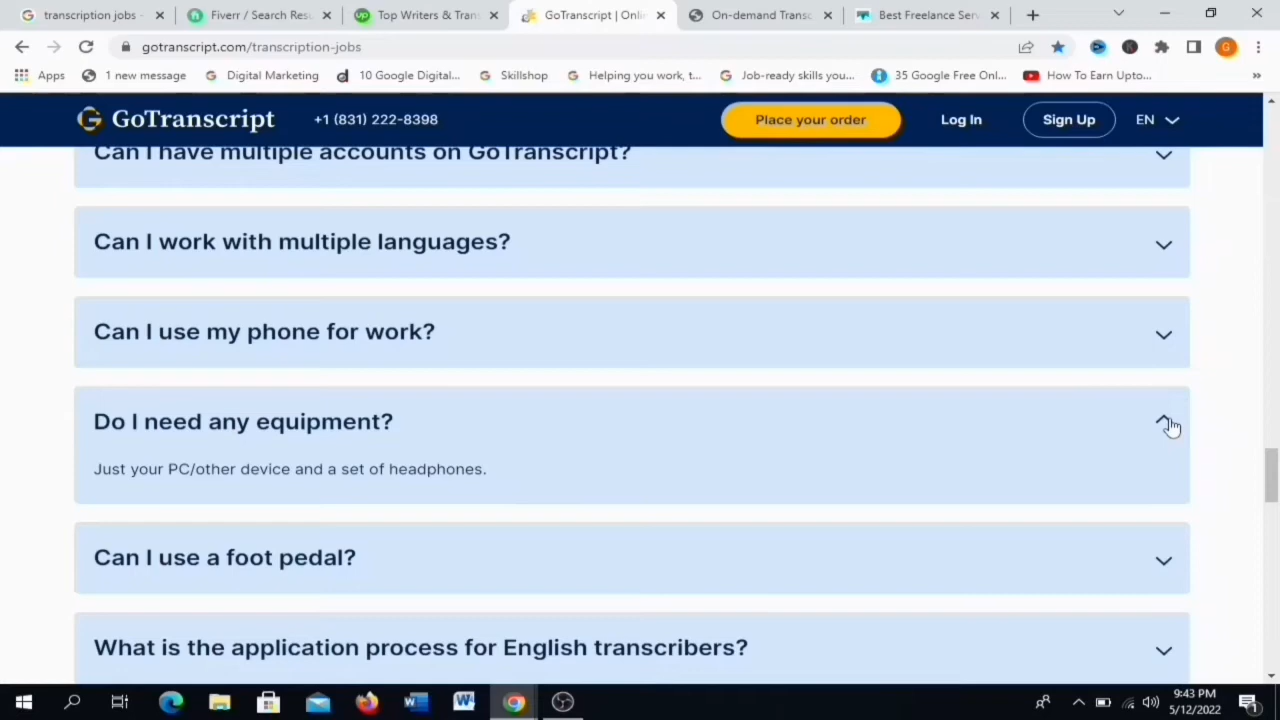 transcription jobs -
Fiverr / Search Resu
Top Writers & Trans
GoTranscript | Onli
On-demand Transc
Best Freelance Serv
gotranscript.com/transcription-jobs
Apps
1 new message
Digital Marketing
10 Google Digital...
Skillshop
Helping you work, t...
Job-ready skills you...
35 Google Free Onl...
How To Earn Upto...
GoTranscript
+1 (831) 222-8398
Place your order
Log In
Sign Up
EN
Can I have multiple accounts on GoTranscript?
Can I work with multiple languages?
Can I use my phone for work?
Do I need any equipment?
Just your PC/other device and a set of headphones.
Can I use a foot pedal?
What is the application process for English transcribers?
9:43 PM
5/12/2022